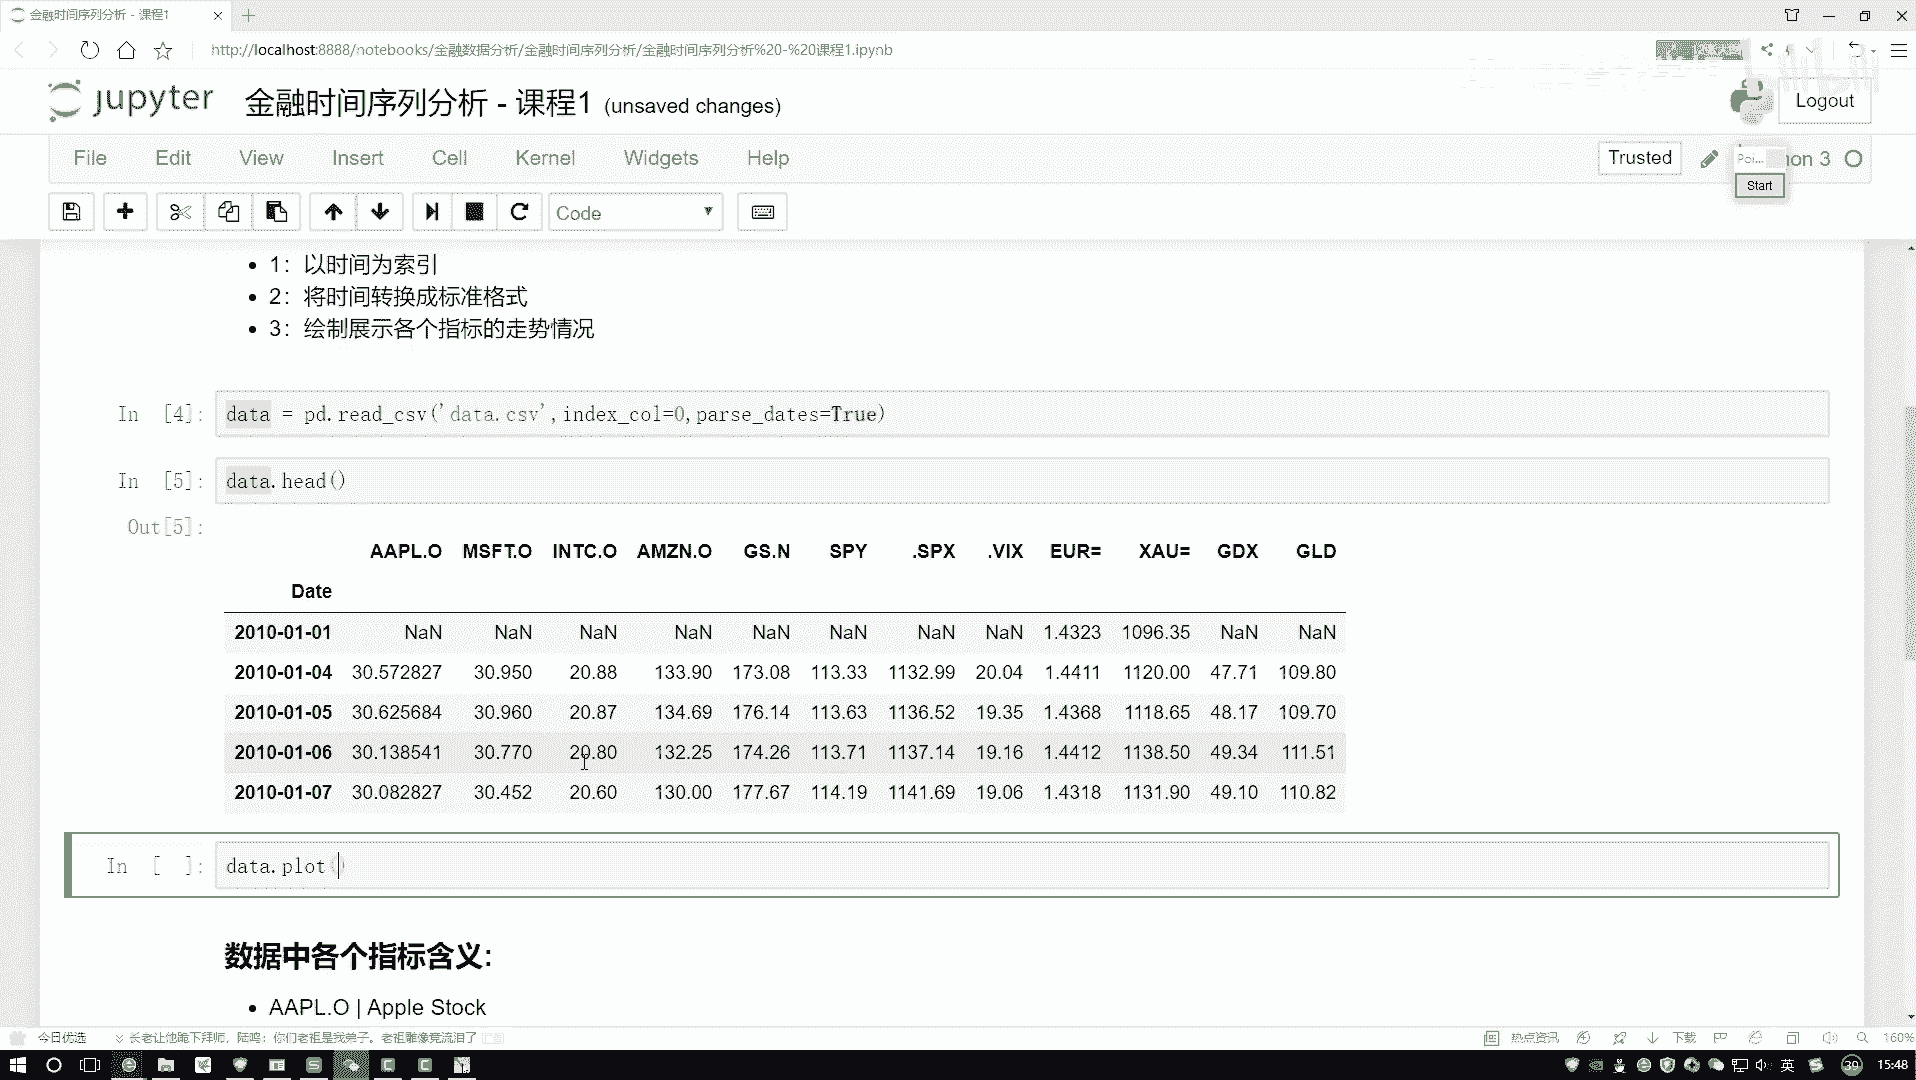 金融时间序列分析 - 课程1
http://localhost:8888/notebooks/金融数据分析/金融时间序列分析/金融时间序列分析%20-%20课程1.ipynb
jupyter 金融时间序列分析 - 课程1 (unsaved changes)
Logout
File Edit View Insert Cell Kernel Widgets Help
Trusted
Poi... hon 3
Start
Code
1：以时间为索引
2：将时间转换成标准格式
3：绘制展示各个指标的走势情况
In [4]: data = pd.read_csv('data.csv',index_col=0,parse_dates=True)
In [5]: data.head()
Out[5]:
AAPL.O MSFT.O INTC.O AMZN.O GS.N SPY .SPX .VIX EUR= XAU= GDX GLD
Date
2010-01-01 NaN NaN NaN NaN NaN NaN NaN NaN 1.4323 1096.35 NaN NaN
2010-01-04 30.572827 30.950 20.88 133.90 173.08 113.33 1132.99 20.04 1.4411 1120.00 47.71 109.80
2010-01-05 30.625684 30.960 20.87 134.69 176.14 113.63 1136.52 19.35 1.4368 1118.65 48.17 109.70
2010-01-06 30.138541 30.770 20.80 132.25 174.26 113.71 1137.14 19.16 1.4412 1138.50 49.34 111.51
2010-01-07 30.082827 30.452 20.60 130.00 177.67 114.19 1141.69 19.06 1.4318 1131.90 49.10 110.82
In [ ]: data.plot()
数据中各个指标含义:
AAPL.O | Apple Stock
今日优选 长老让他跪下拜师，陆鸣：你们老祖是我弟子。老祖雕像竟流泪了
热点资讯 下载 160%
英 39 15:48